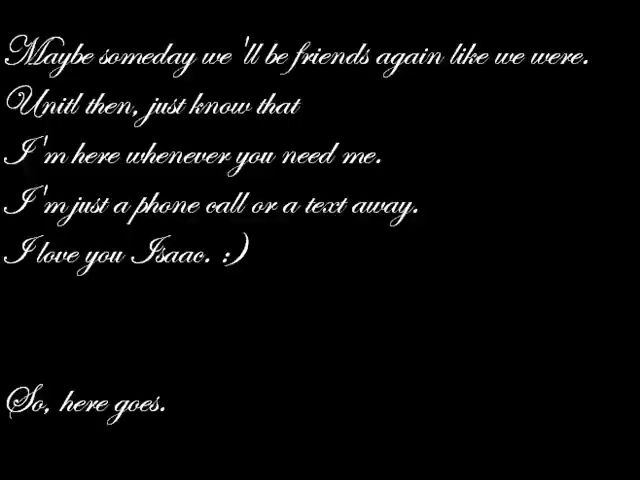 Maybe someday we'll be friends again like we were.
Unitl then, just know that
I'm here whenever you need me.
I'm just a phone call or a text away.
I love you Isaac. :)
So, here goes.